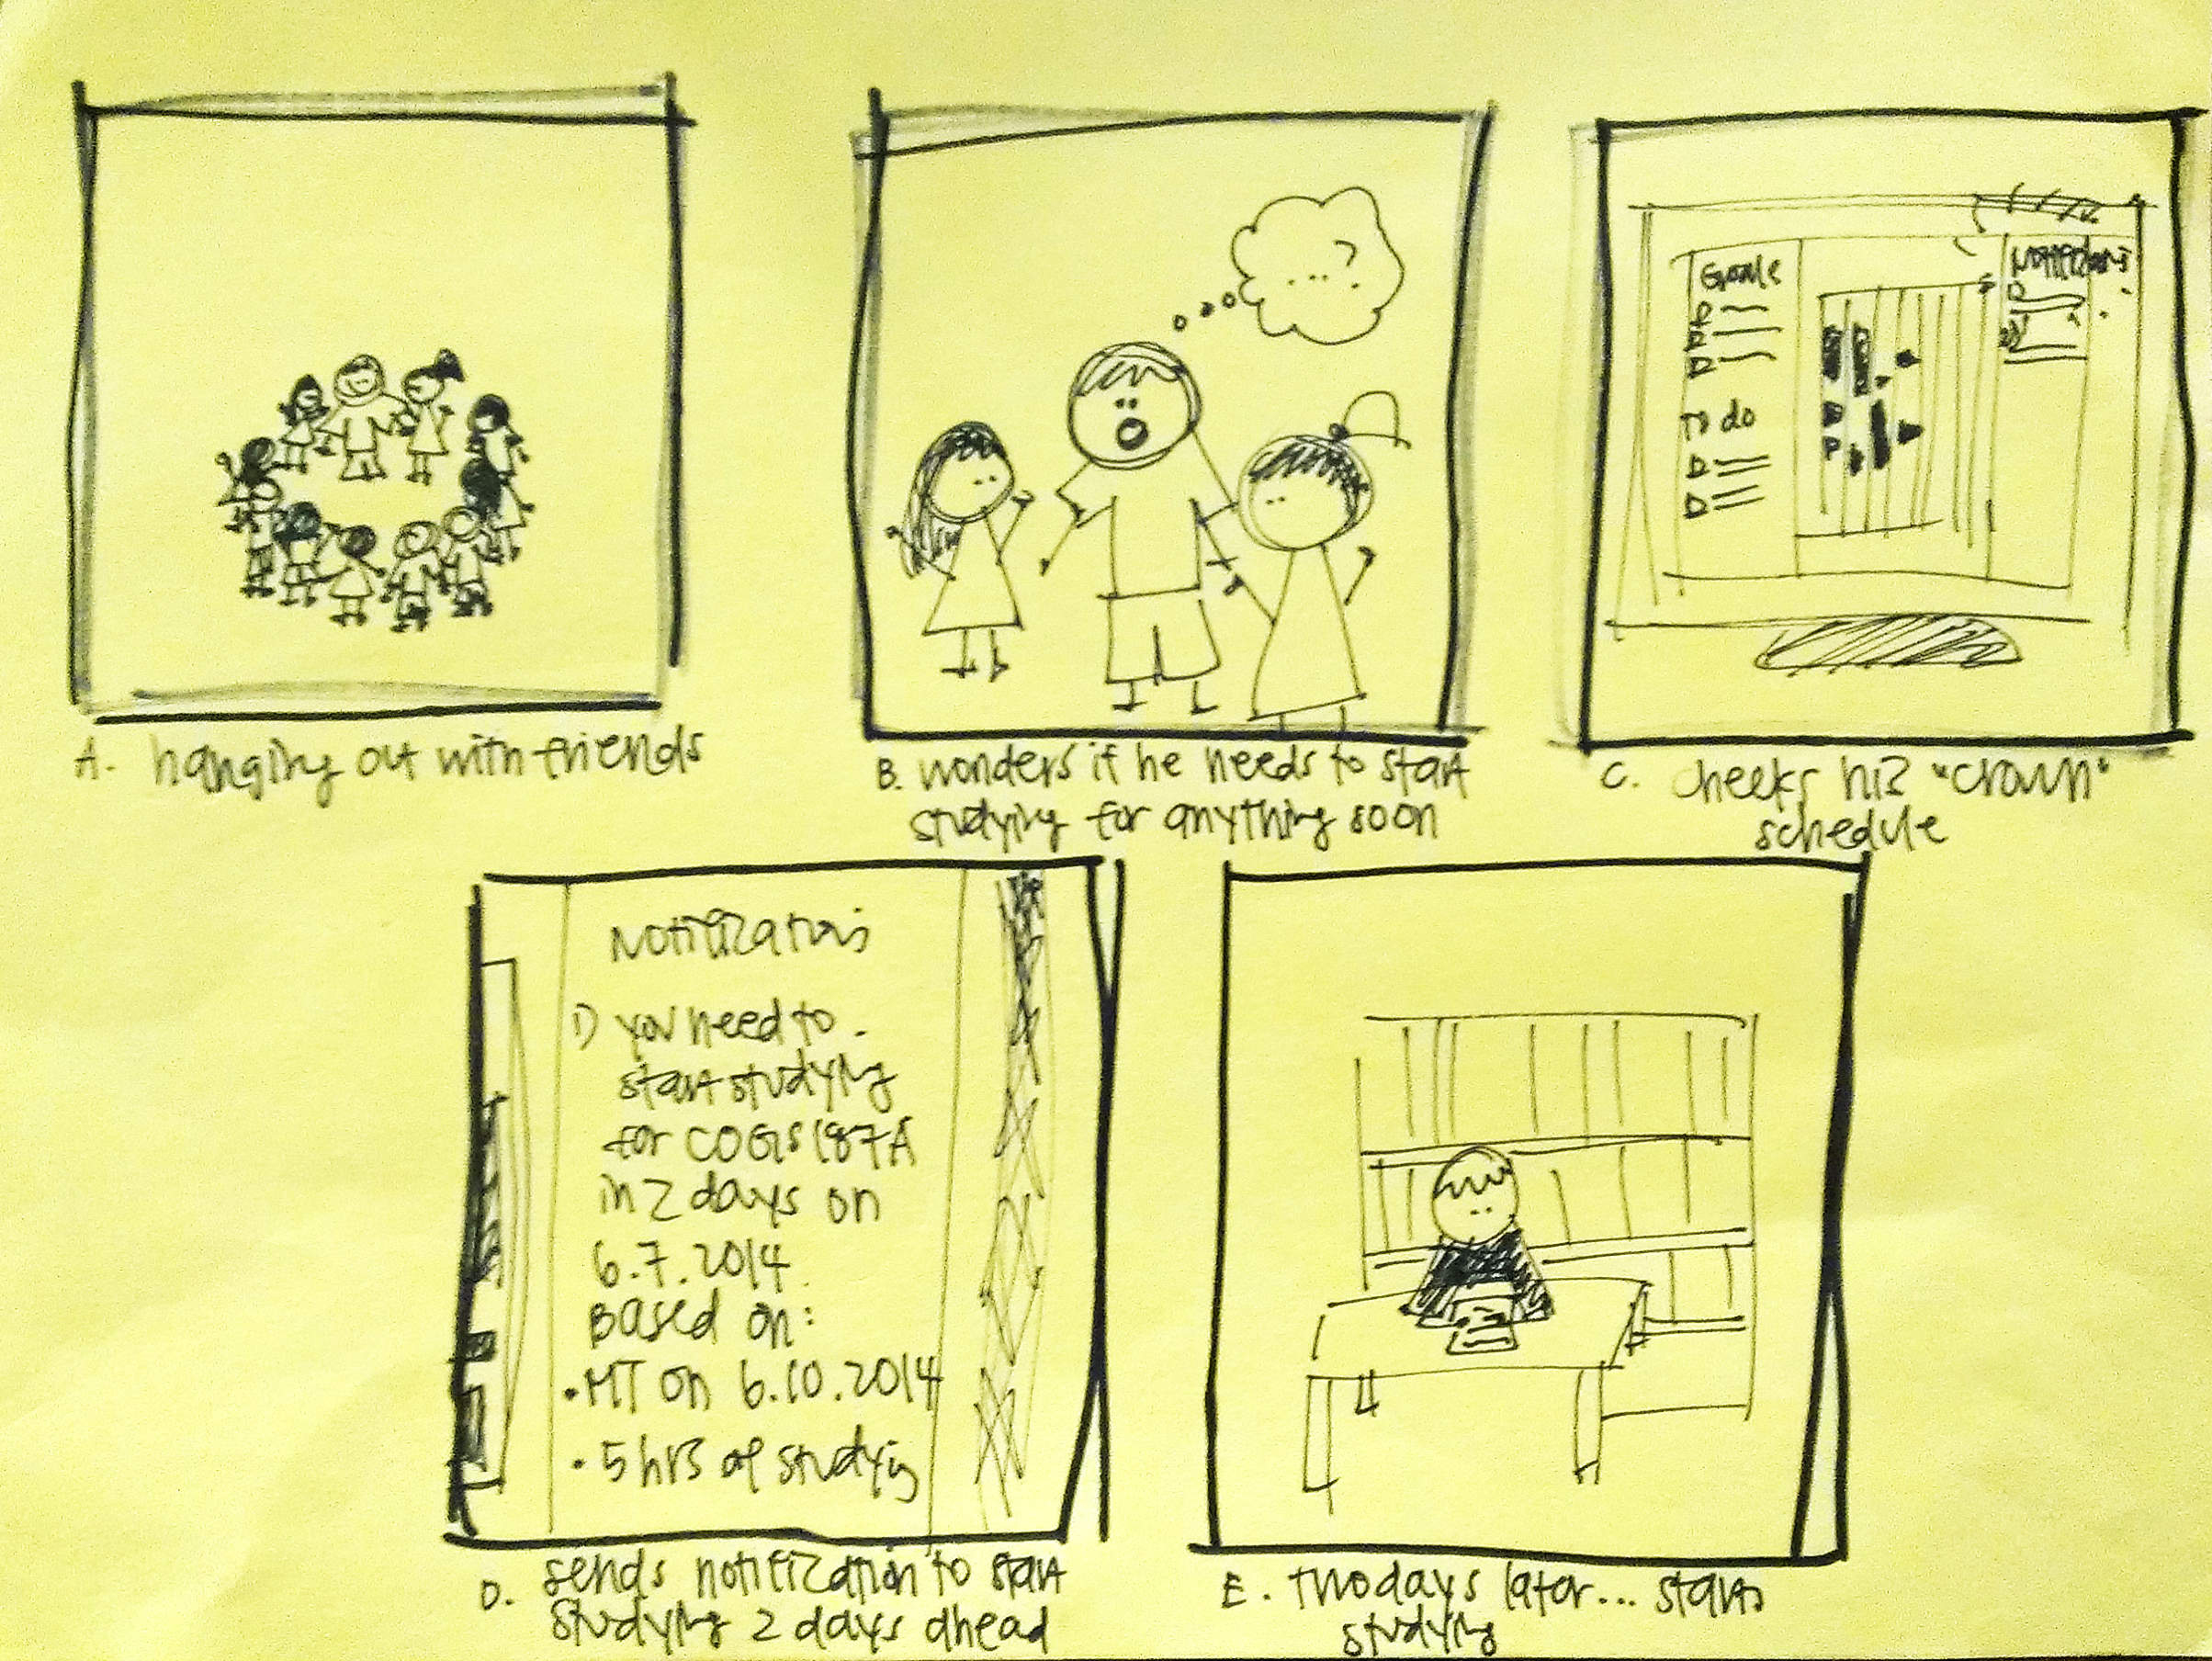 ... ?
Goals
To do
Notifications
A. hanging out with friends
B. wonders if he needs to start
studying for anything soon
C. checks his "crown"
schedule
Notifications
1) you need to
start studying
for COGS 187A
in 2 days on
6.7.2014
Based on:
• MT on 6.10.2014
• 5 hrs of studying
D. sends notification to start
studying 2 days ahead
E. two days later... starts
studying